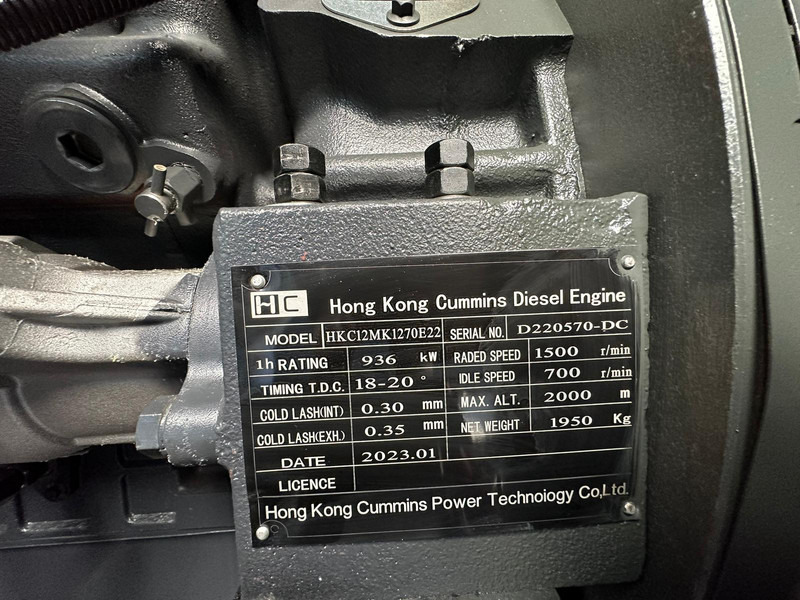 HC Hong Kong Cummins Diesel Engine
MODEL HKC12MK1270E22 SERIAL NO. D220570-DC
1h RATING 936 kW RADED SPEED 1500 r/min
TIMING T.D.C. 18-20° IDLE SPEED 700 r/min
COLD LASH(INT) 0.30 mm MAX. ALT. 2000 m
COLD LASH(EXH.) 0.35 mm NET WEIGHT 1950 Kg
DATE 2023.01
LICENCE
Hong Kong Cummins Power Technoiogy Co,Ltd.